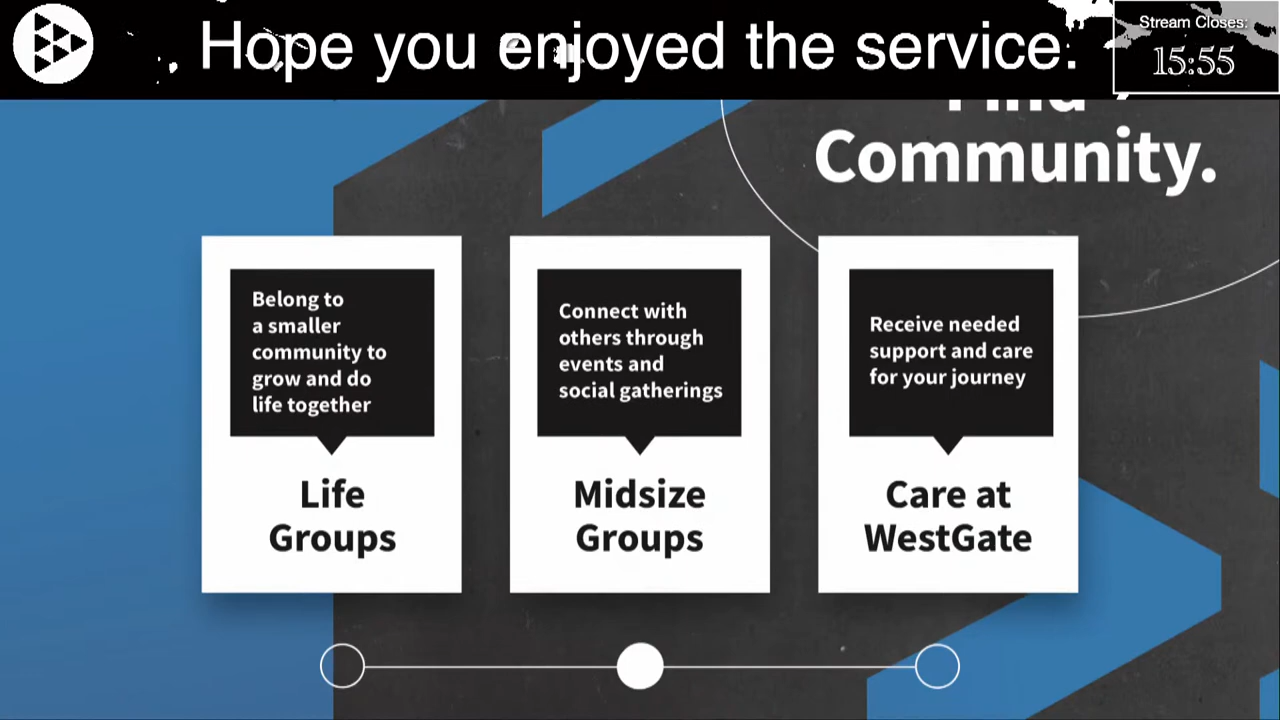 Hope you enjoyed the service.
Stream Closes:
15:55
Find
Community.
Belong to
a smaller
community to
grow and do
life together
Life
Groups
Connect with
others through
events and
social gatherings
Midsize
Groups
Receive needed
support and care
for your journey
Care at
WestGate